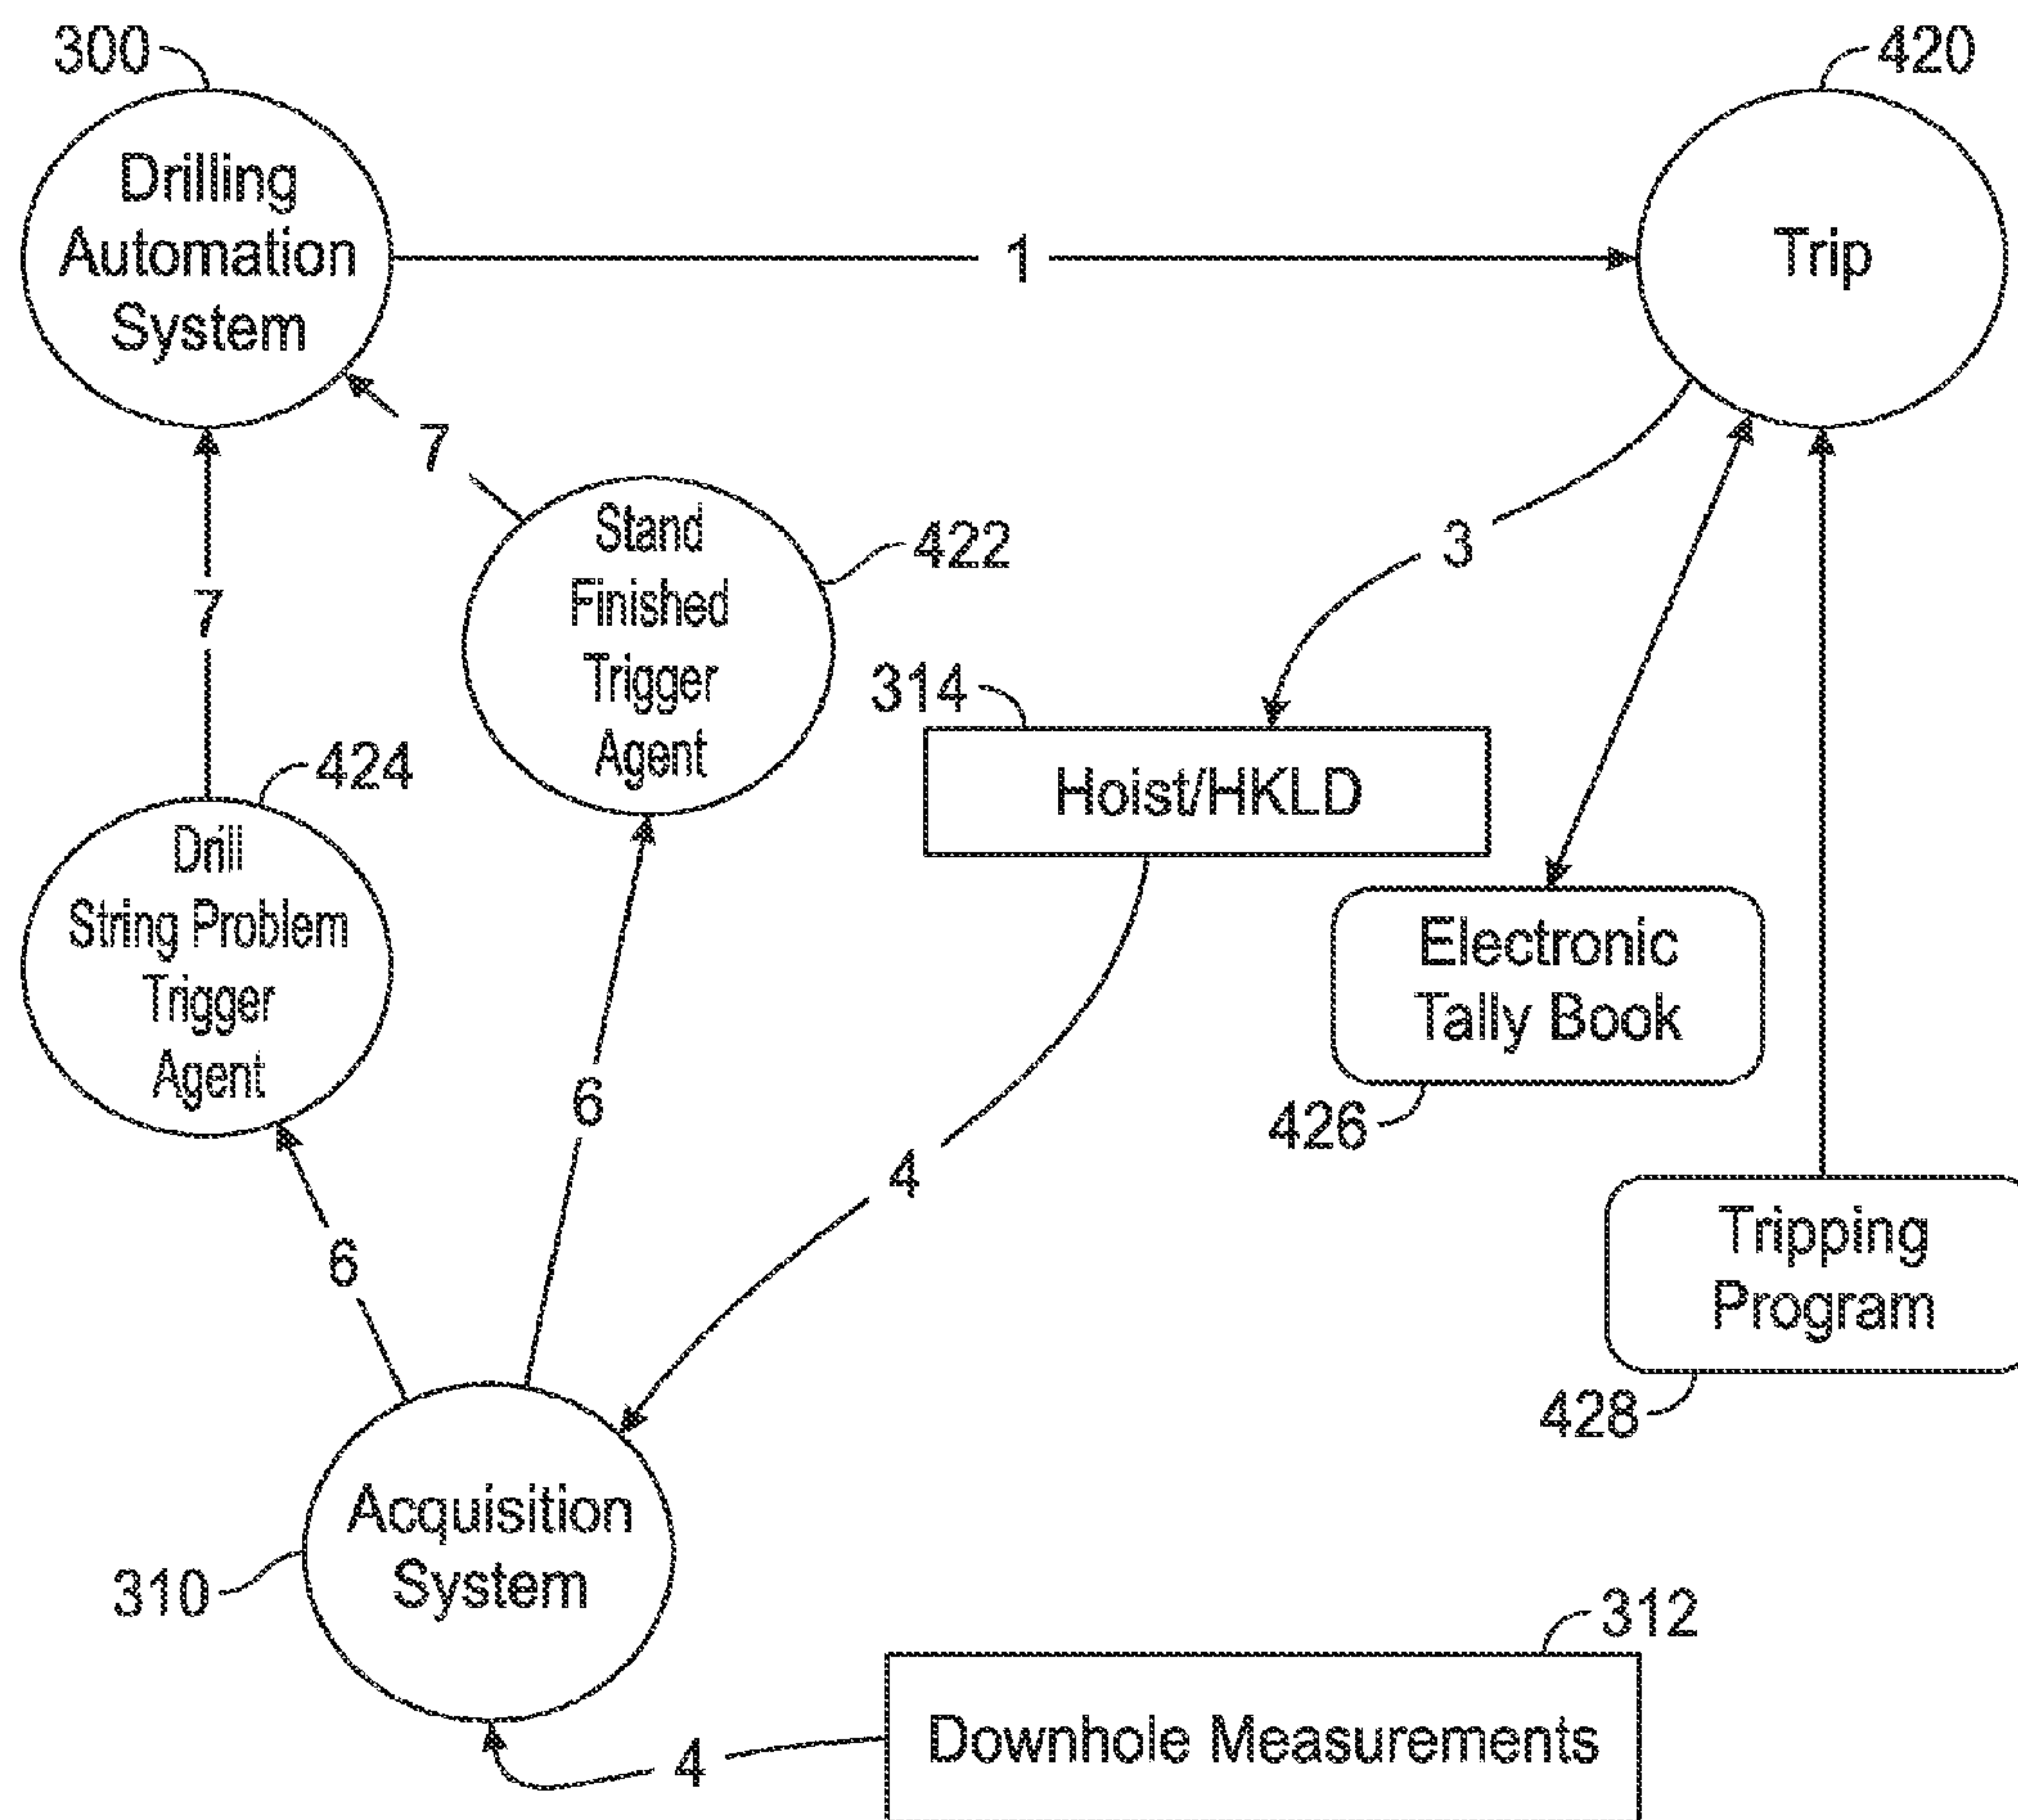 300
420
Drilling
Automation
System
1
Trip
7
Stand
Finished
Trigger
Agent
422
3
7
314
Hoist/HKLD
424
Drill
String Problem
Trigger
Agent
Electronic
Tally Book
426
6
4
6
Tripping
Program
428
Acquisition
System
310
312
4
Downhole Measurements